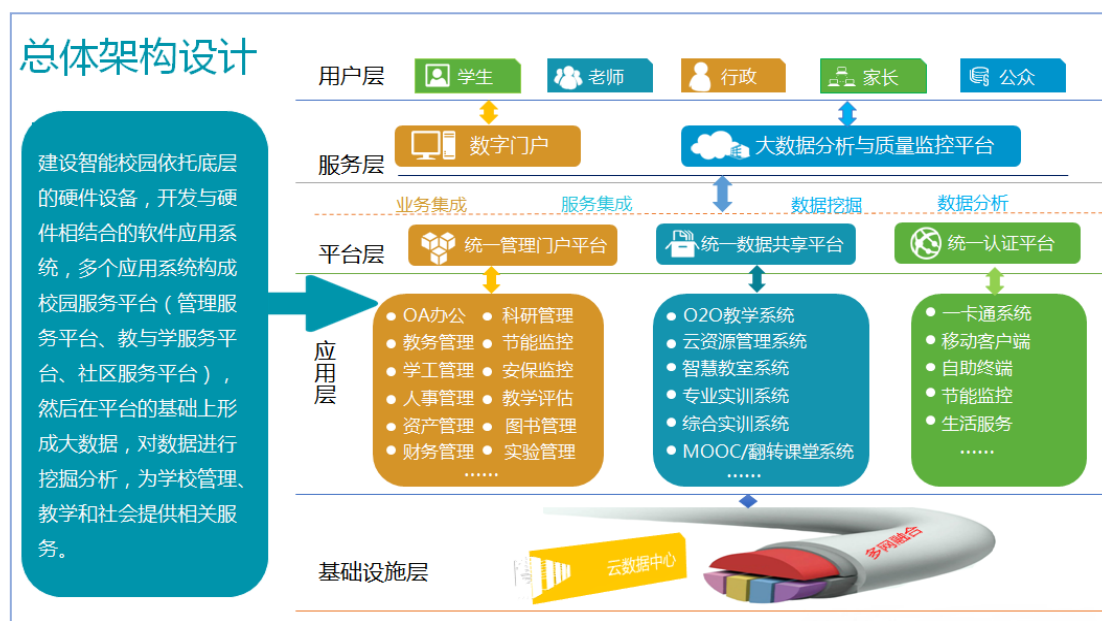 总体架构设计
建设智能校园依托底层
的硬件设备，开发与硬
件相结合的软件应用系
统，多个应用系统构成
校园服务平台（管理服
务平台、教与学服务平
台、社区服务平台），
然后在平台的基础上形
成大数据，对数据进行
挖掘分析，为学校管理、
教学和社会提供相关服
务。
用户层
学生
老师
行政
家长
公众
服务层
数字门户
大数据分析与质量监控平台
业务集成
服务集成
数据挖掘
数据分析
平台层
统一管理门户平台
统一数据共享平台
统一认证平台
应用层
OA办公
科研管理
教务管理
节能监控
学工管理
安保监控
人事管理
教学评估
资产管理
图书管理
财务管理
实验管理
……
O2O教学系统
云资源管理系统
智慧教室系统
专业实训系统
综合实训系统
MOOC/翻转课堂系统
……
一卡通系统
移动客户端
自助终端
节能监控
生活服务
……
基础设施层
云数据中心
多网融合